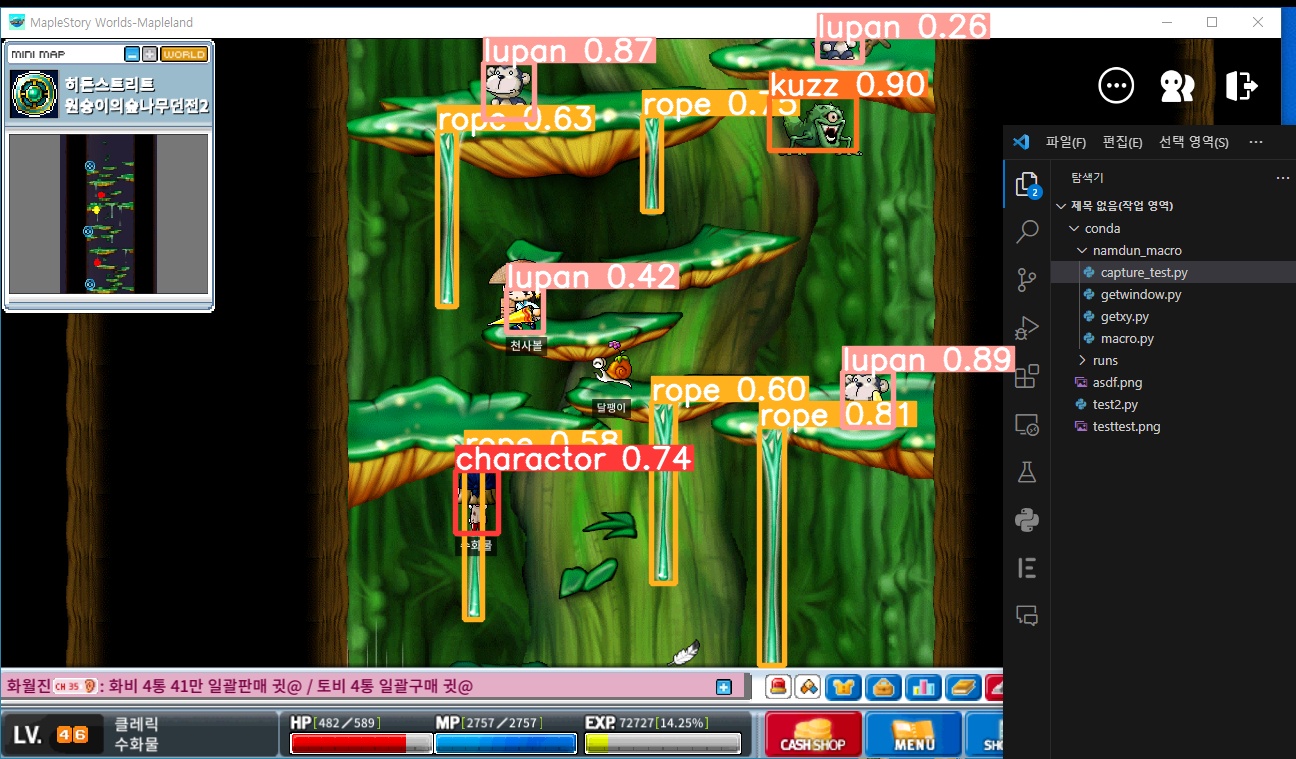 MapleStory Worlds-Mapleland
MINI MAP
WORLD
히든스트리트
원숭이의숲나무던전2
lupan 0.87
lupan 0.26
kuzz 0.90
rope 0.63
rope 0.75
lupan 0.42
천사볼
달팽이
lupan 0.89
rope 0.60
rope 0.81
rope 0.58
charactor 0.74
수화물
파일(F) 편집(E) 선택 영역(S) ...
탐색기
...
2
제목 없음(작업 영역)
conda
namdun_macro
capture_test.py
getwindow.py
getxy.py
macro.py
runs
asdf.png
test2.py
testtest.png
화월진 CH 35 : 화비 4통 41만 일괄판매 귓@ / 토비 4통 일괄구매 귓@
LV. 46
클레릭
수화물
HP[482/589]
MP[2757/2757]
EXP. 72727[14.25%]
CASH SHOP
MENU
SHO